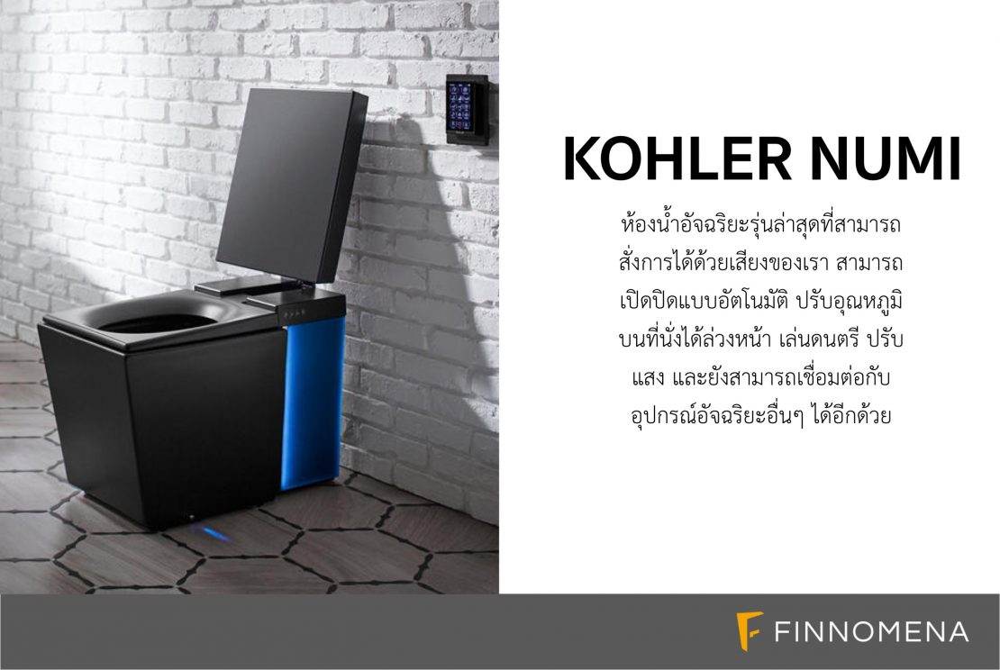 KOHLER NUMI
ห้องน้ำอัจฉริยะรุ่นล่าสุดที่สามารถ
สั่งการได้ด้วยเสียงของเรา สามารถ
เปิดปิดแบบอัตโนมัติ ปรับอุณหภูมิ
บนที่นั่งได้ล่วงหน้า เล่นดนตรี ปรับ
แสง และยังสามารถเชื่อมต่อกับ
อุปกรณ์อัจฉริยะอื่นๆ ได้อีกด้วย
FINNOMENA